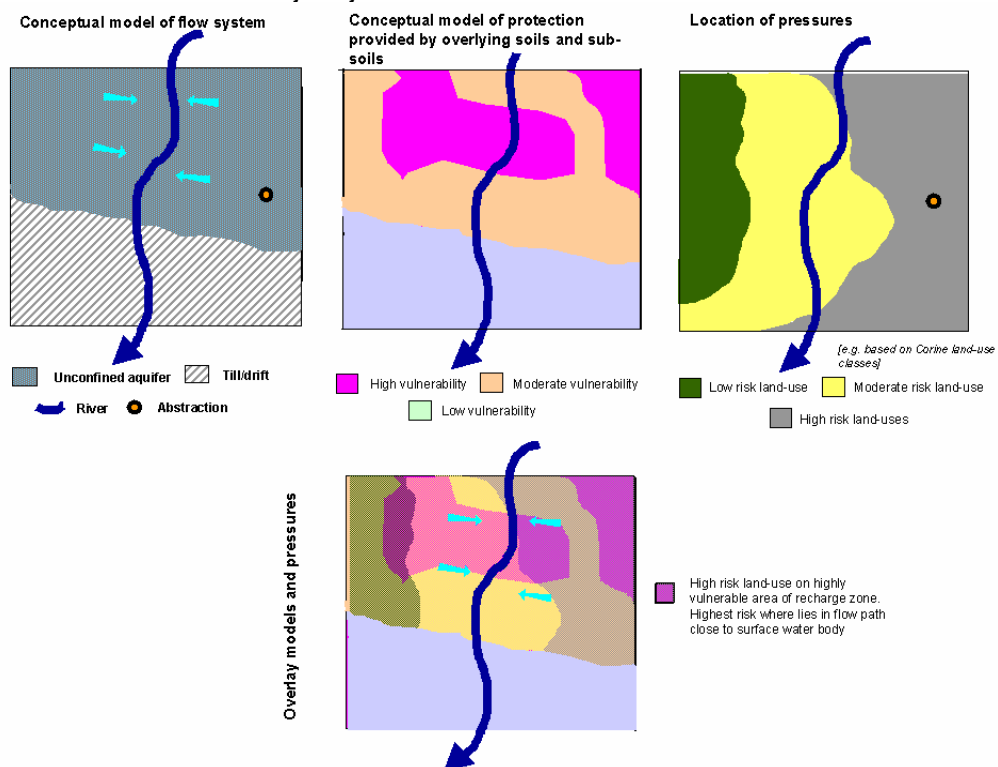 Conceptual model of flow system
Conceptual model of protection
provided by overlying soils and sub-
soils
Location of pressures
Unconfined aquifer
Till/drift
River
Abstraction
High vulnerability
Moderate vulnerability
Low vulnerability
[e.g. based on Corine land-use
classes]
Low risk land-use
Moderate risk land-use
High risk land-uses
Overlay models and pressures
High risk land-use on highly
vulnerable area of recharge zone.
Highest risk where lies in flow path
close to surface water body